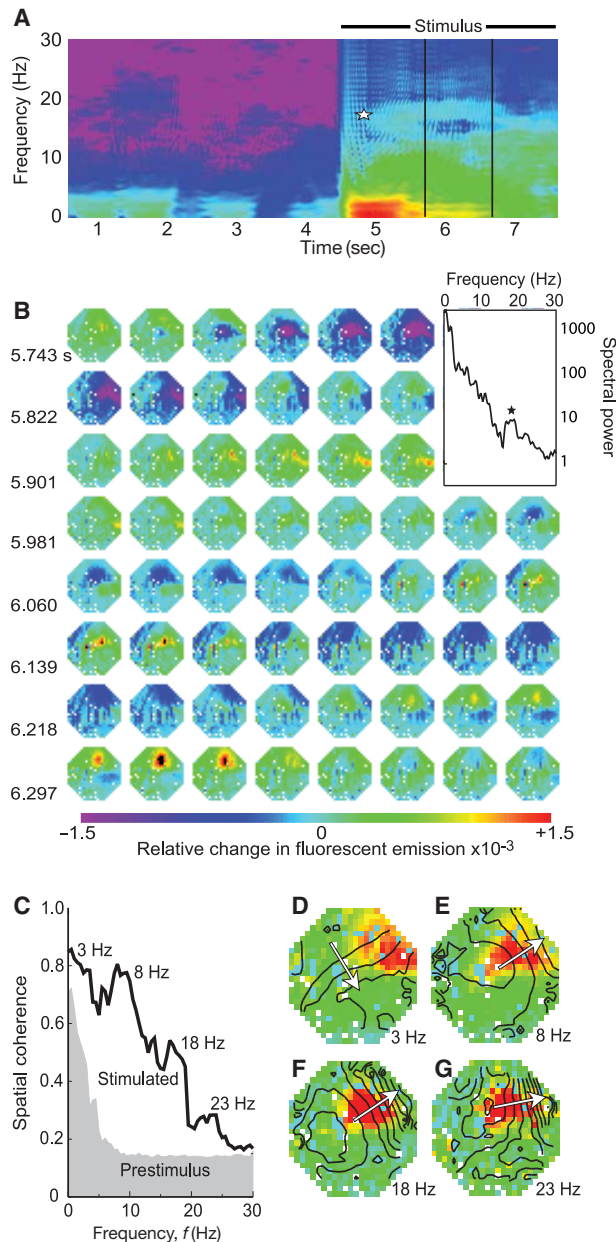 A
Stimulus
30
20
10
0
Frequency (Hz)
1 2 3 4 5 6 7
Time (sec)
B
5.743 s
5.822
5.901
5.981
6.060
6.139
6.218
6.297
Frequency (Hz)
0 10 20 30
1000
100
10
1
Spectral power
−1.5 0 +1.5
Relative change in fluorescent emission x10-3
C
1.0
0.8
0.6
0.4
0.2
0
Spatial coherence
3 Hz
8 Hz
18 Hz
23 Hz
Stimulated
Prestimulus
0 10 20 30
Frequency, f (Hz)
D
3 Hz
E
8 Hz
F
18 Hz
G
23 Hz